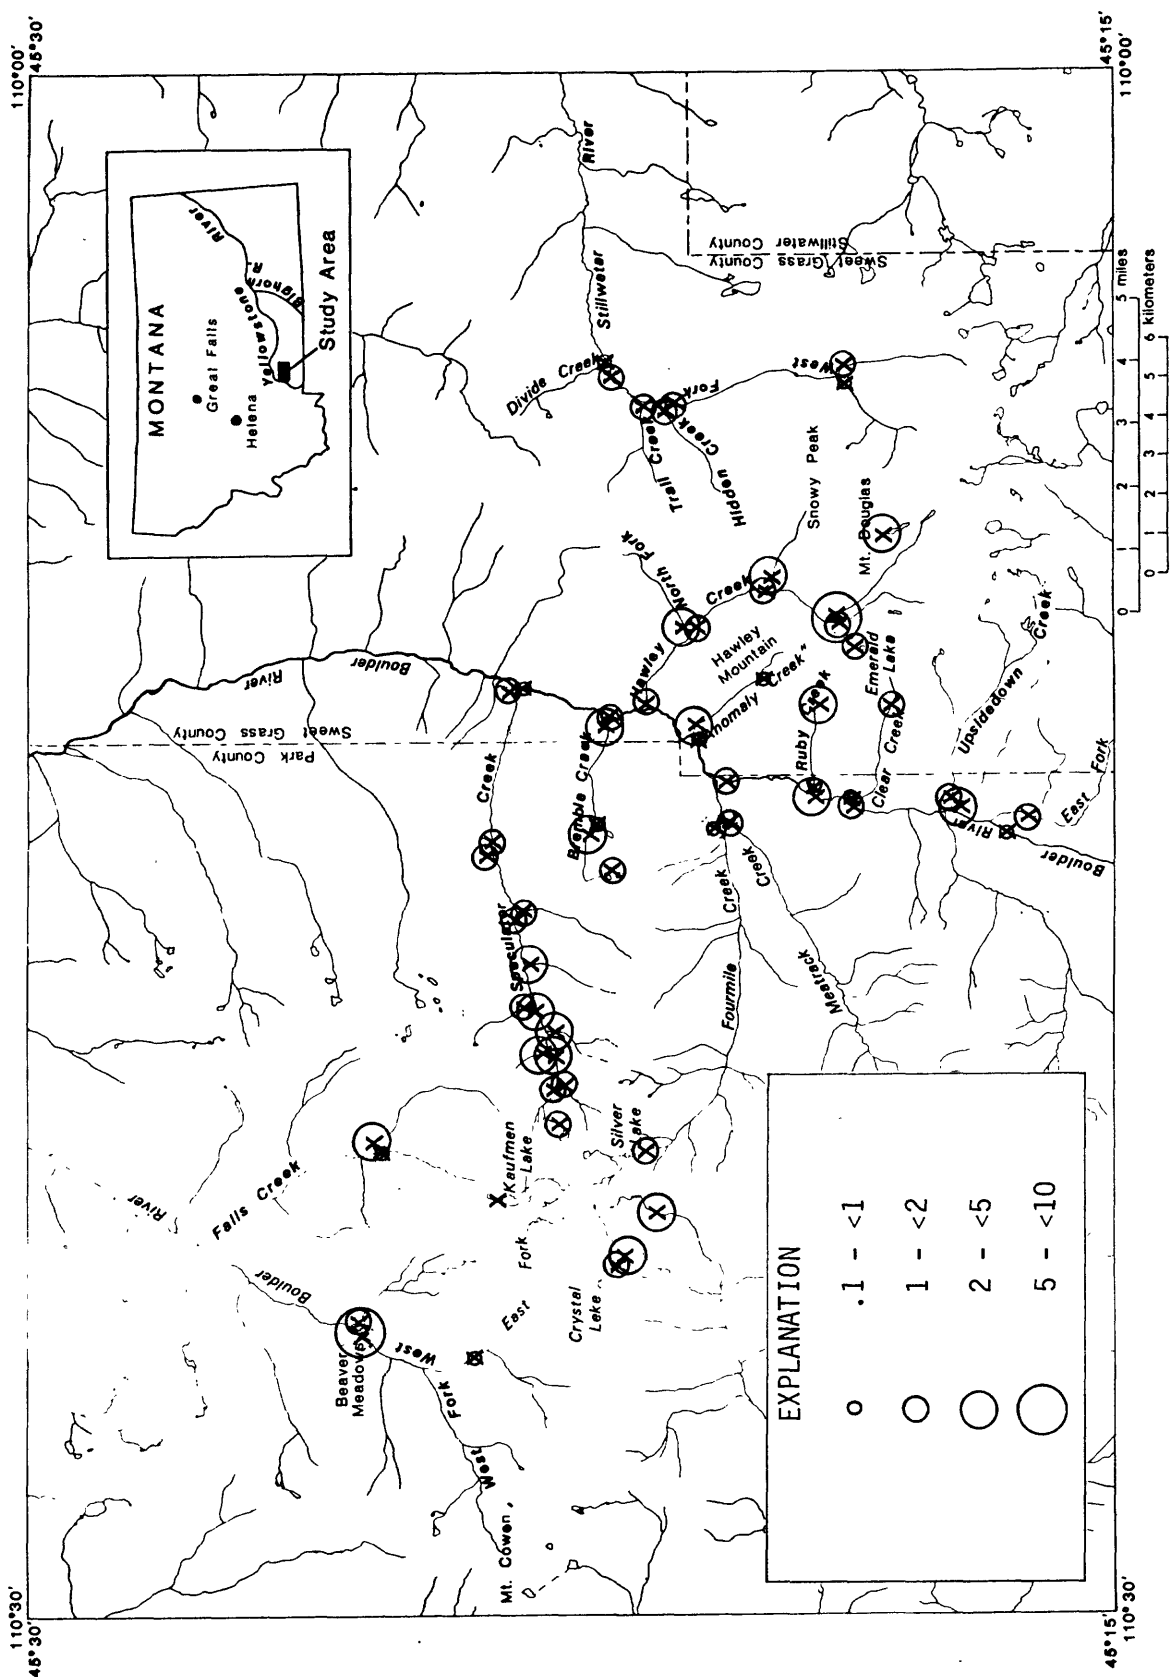 110°30'
45°30'
110°00'
45°30'
45°15'
110°30'
45°15'
110°00'
MONTANA
Great Falls
Helena
Yellowstone
River
Bighorn
R.
Study Area
River
Falls Creek
Boulder
Beaver
Meadows
West
Fork
West
Mt. Cowen
East
Fork
Kaufmen
Lake
Crystal
Lake
Silver
Lake
River
Boulder
Park County
Sweet Grass County
Creek
Speculator
Bramble Creek
Hawley
Creek
North Fork
Hawley
Mountain
Anomaly Creek"
Ruby Creek
Emerald
Lake
Clear Creek
Upsidedown
Creek
River
East
Fork
Boulder
Fourmile
Creek
Meatrack
Creek
Snowy Peak
Mt. Douglas
Divide Creek
Stillwater
River
Trail Creek
Hidden Creek
West
Fork
Sweet Grass County
Stillwater County
0 1 2 3 4 5 miles
0 1 2 3 4 5 6 kilometers
EXPLANATION
.1 - <1
1 - <2
2 - <5
5 - <10